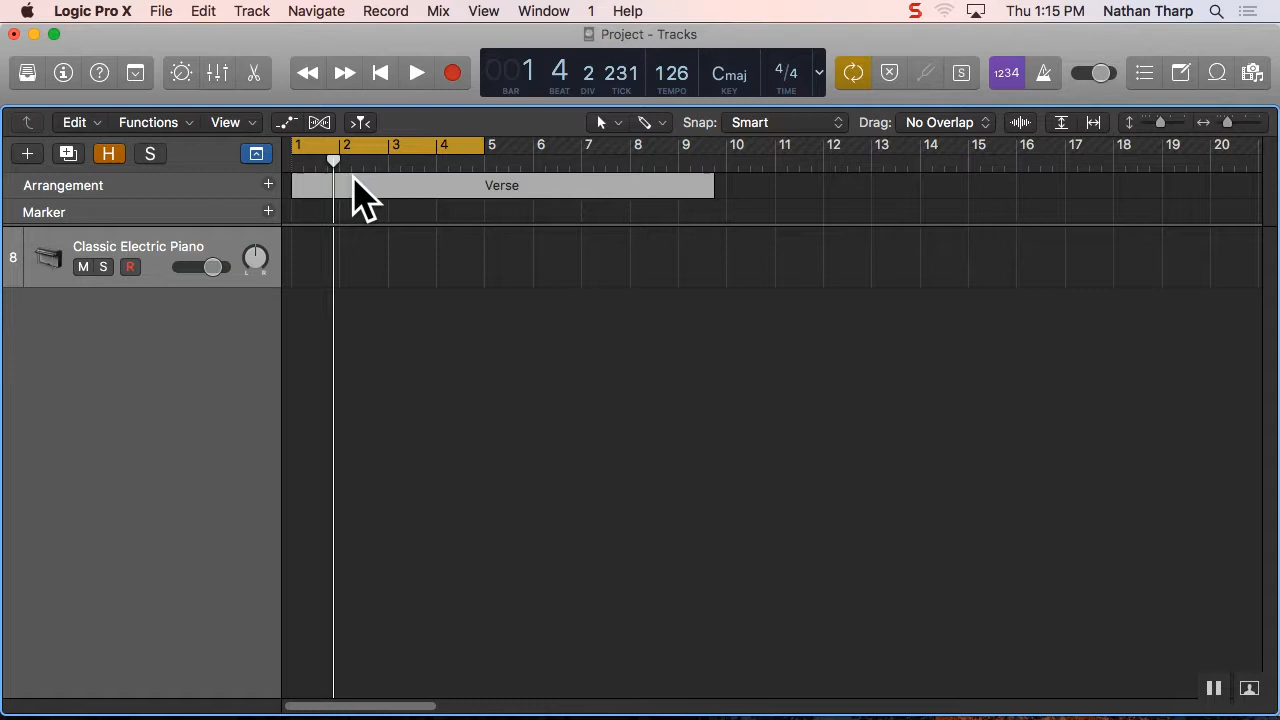 Logic Pro X File Edit Track Navigate Record Mix View Window 1 Help S Thu 1:15 PM Nathan Tharp
Project - Tracks
001 4 2 231 126 Cmaj 4/4 S 1234
BAR BEAT DIV TICK TEMPO KEY TIME
Edit Functions View Snap: Smart Drag: No Overlap
H S 1 2 3 4 5 6 7 8 9 10 11 12 13 14 15 16 17 18 19 20
Arrangement Verse
Marker
8 Classic Electric Piano
M S R L R